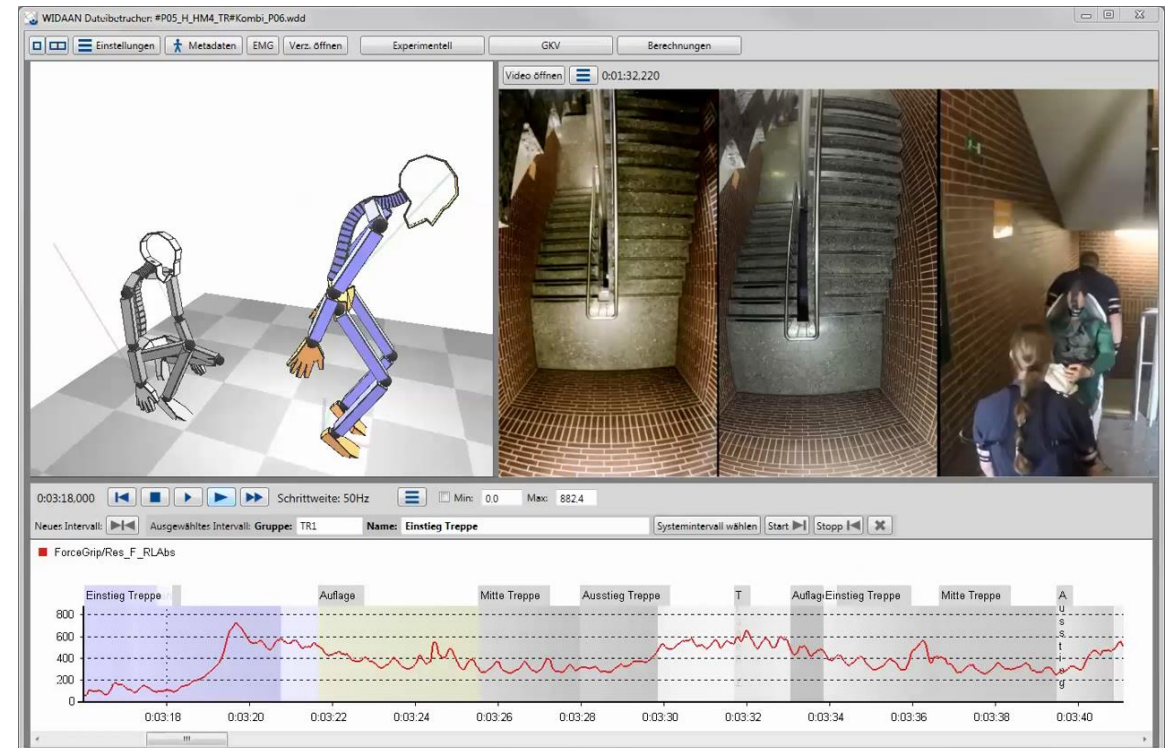 WIDAAN Dateibetracher: #P05_H_HM4_TR#Kombi_P06.wdd
Einstellungen Metadaten EMG Verz. öffnen Experimentell GKV Berechnungen
Video öffnen 0:01:32,220
0:03:18.000 Schrittweite: 50Hz Min: 0.0 Max: 882.4
Neues Intervall: Ausgewähltes Intervall: Gruppe: TR1 Name: Einstieg Treppe Systemintervall wählen Start Stopp
ForceGrip/Res_F_RLAbs
Einstieg Treppe Auflage Mitte Treppe Ausstieg Treppe T Auflage Einstieg Treppe Mitte Treppe Ausstieg
800
600
400
200
0
0:03:18 0:03:20 0:03:22 0:03:24 0:03:26 0:03:28 0:03:30 0:03:32 0:03:34 0:03:36 0:03:38 0:03:40